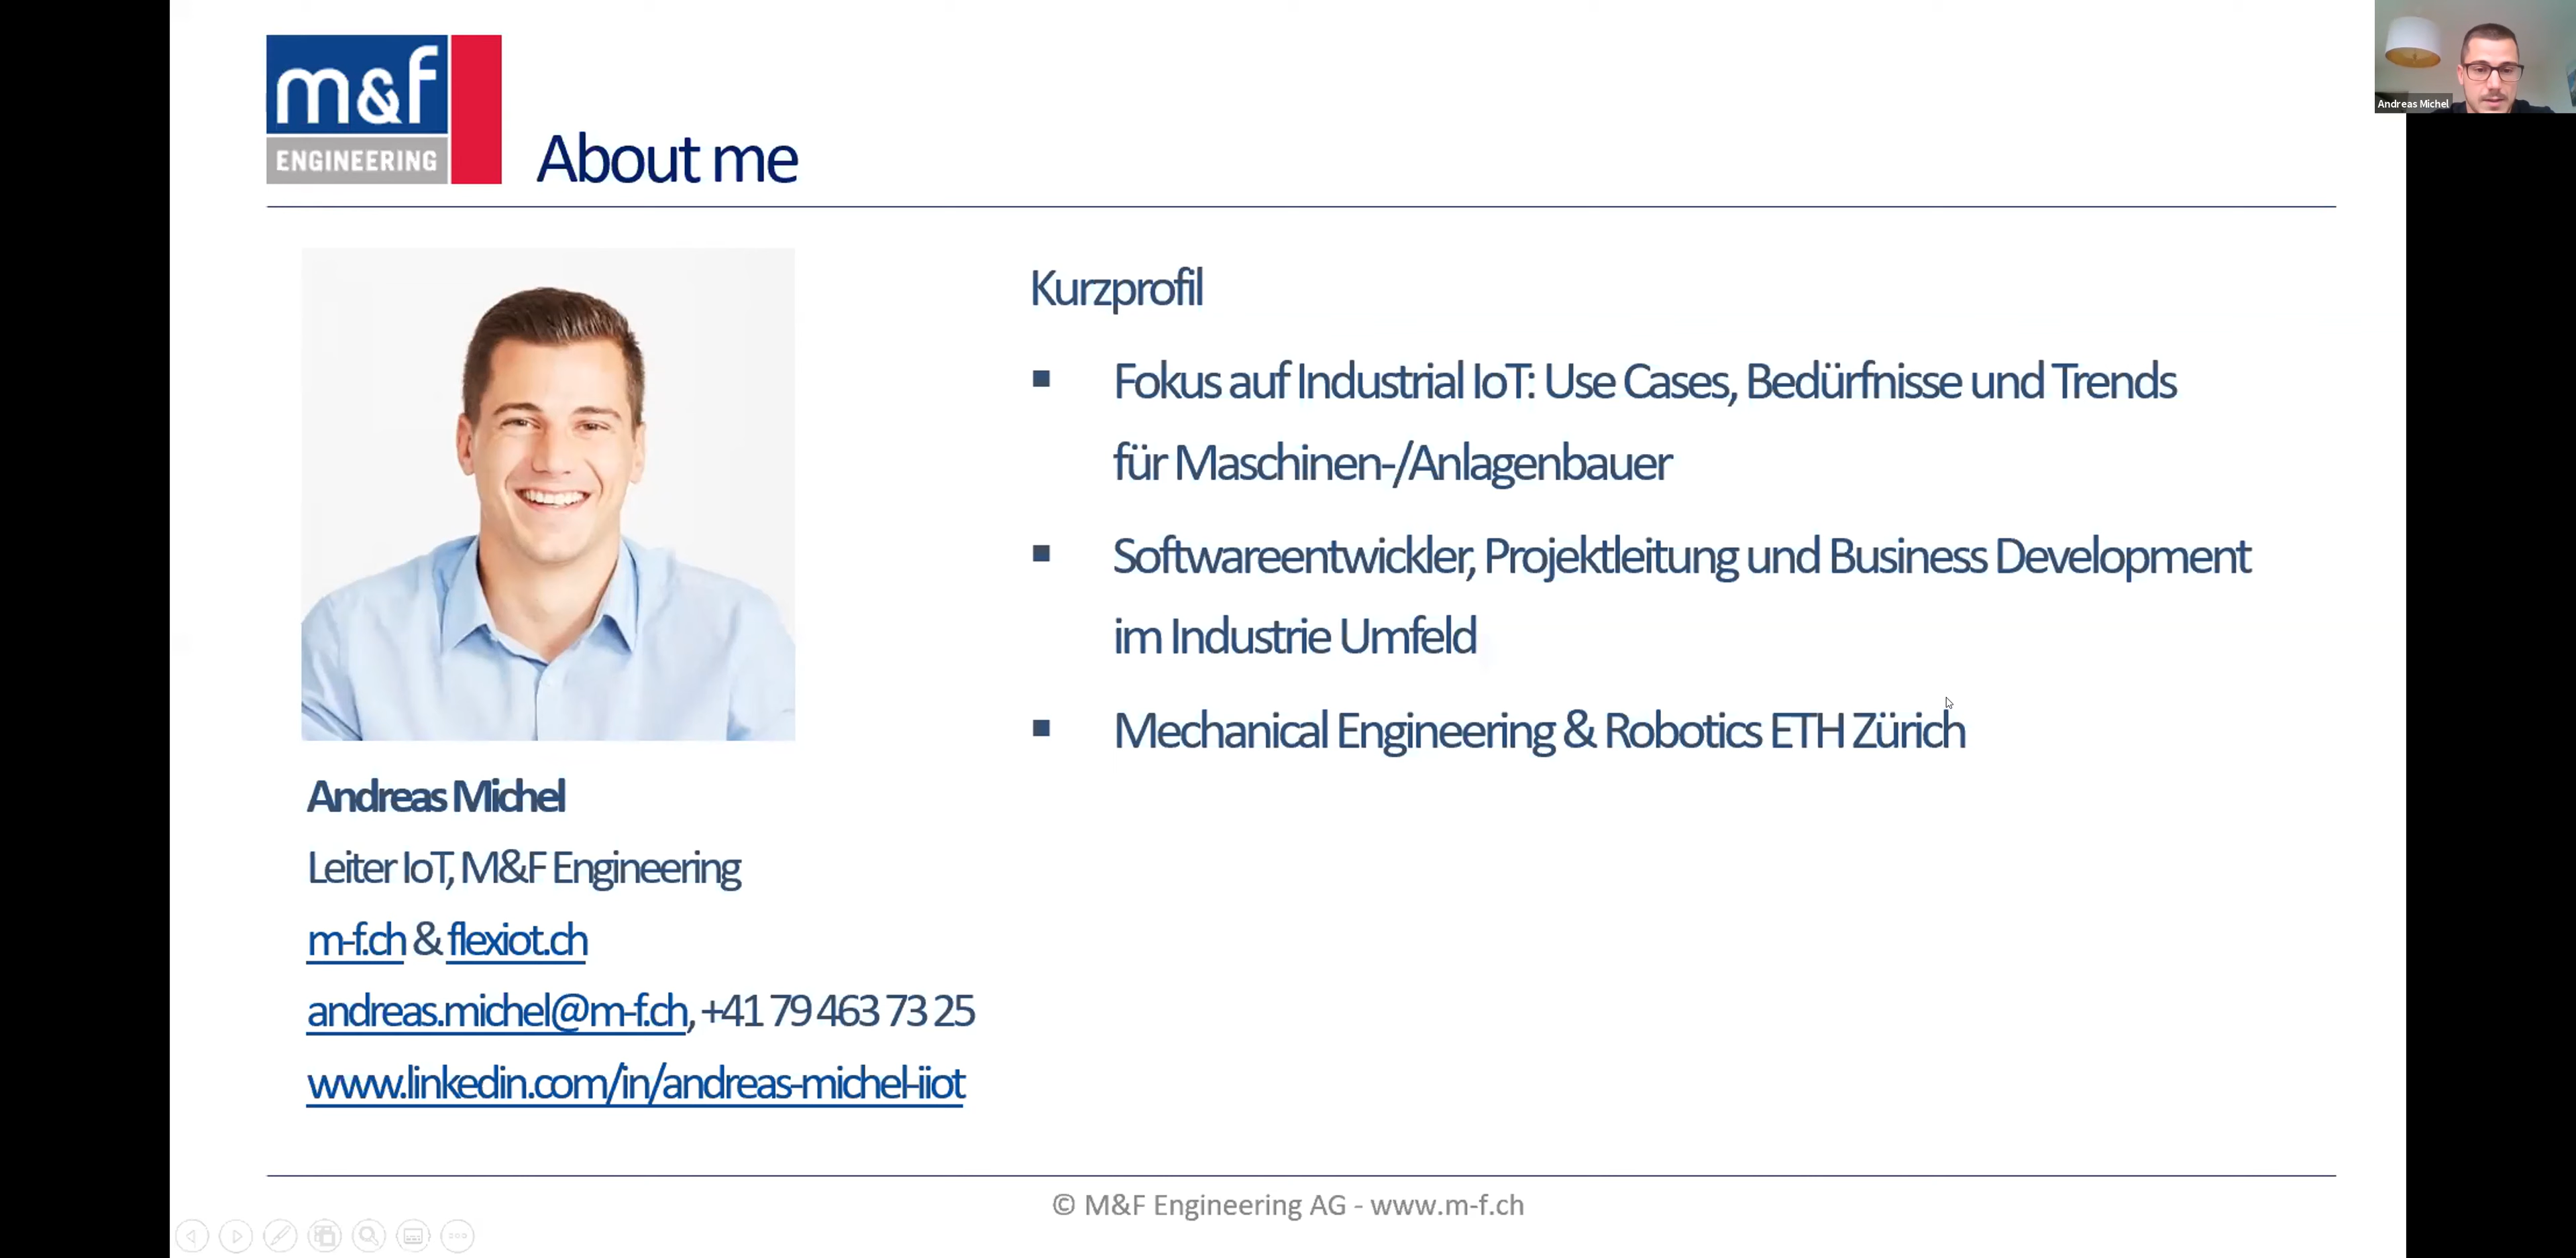 m&f
ENGINEERING
About me
Andreas Michel
Kurzprofil
Fokus auf Industrial IoT: Use Cases, Bedürfnisse und Trends
für Maschinen-/Anlagenbauer
Softwareentwickler, Projektleitung und Business Development
im Industrie Umfeld
Mechanical Engineering & Robotics ETH Zürich
Andreas Michel
Leiter IoT, M&F Engineering
m-f.ch & flexiot.ch
andreas.michel@m-f.ch, +41 79 463 73 25
www.linkedin.com/in/andreas-michel-iiot
© M&F Engineering AG - www.m-f.ch